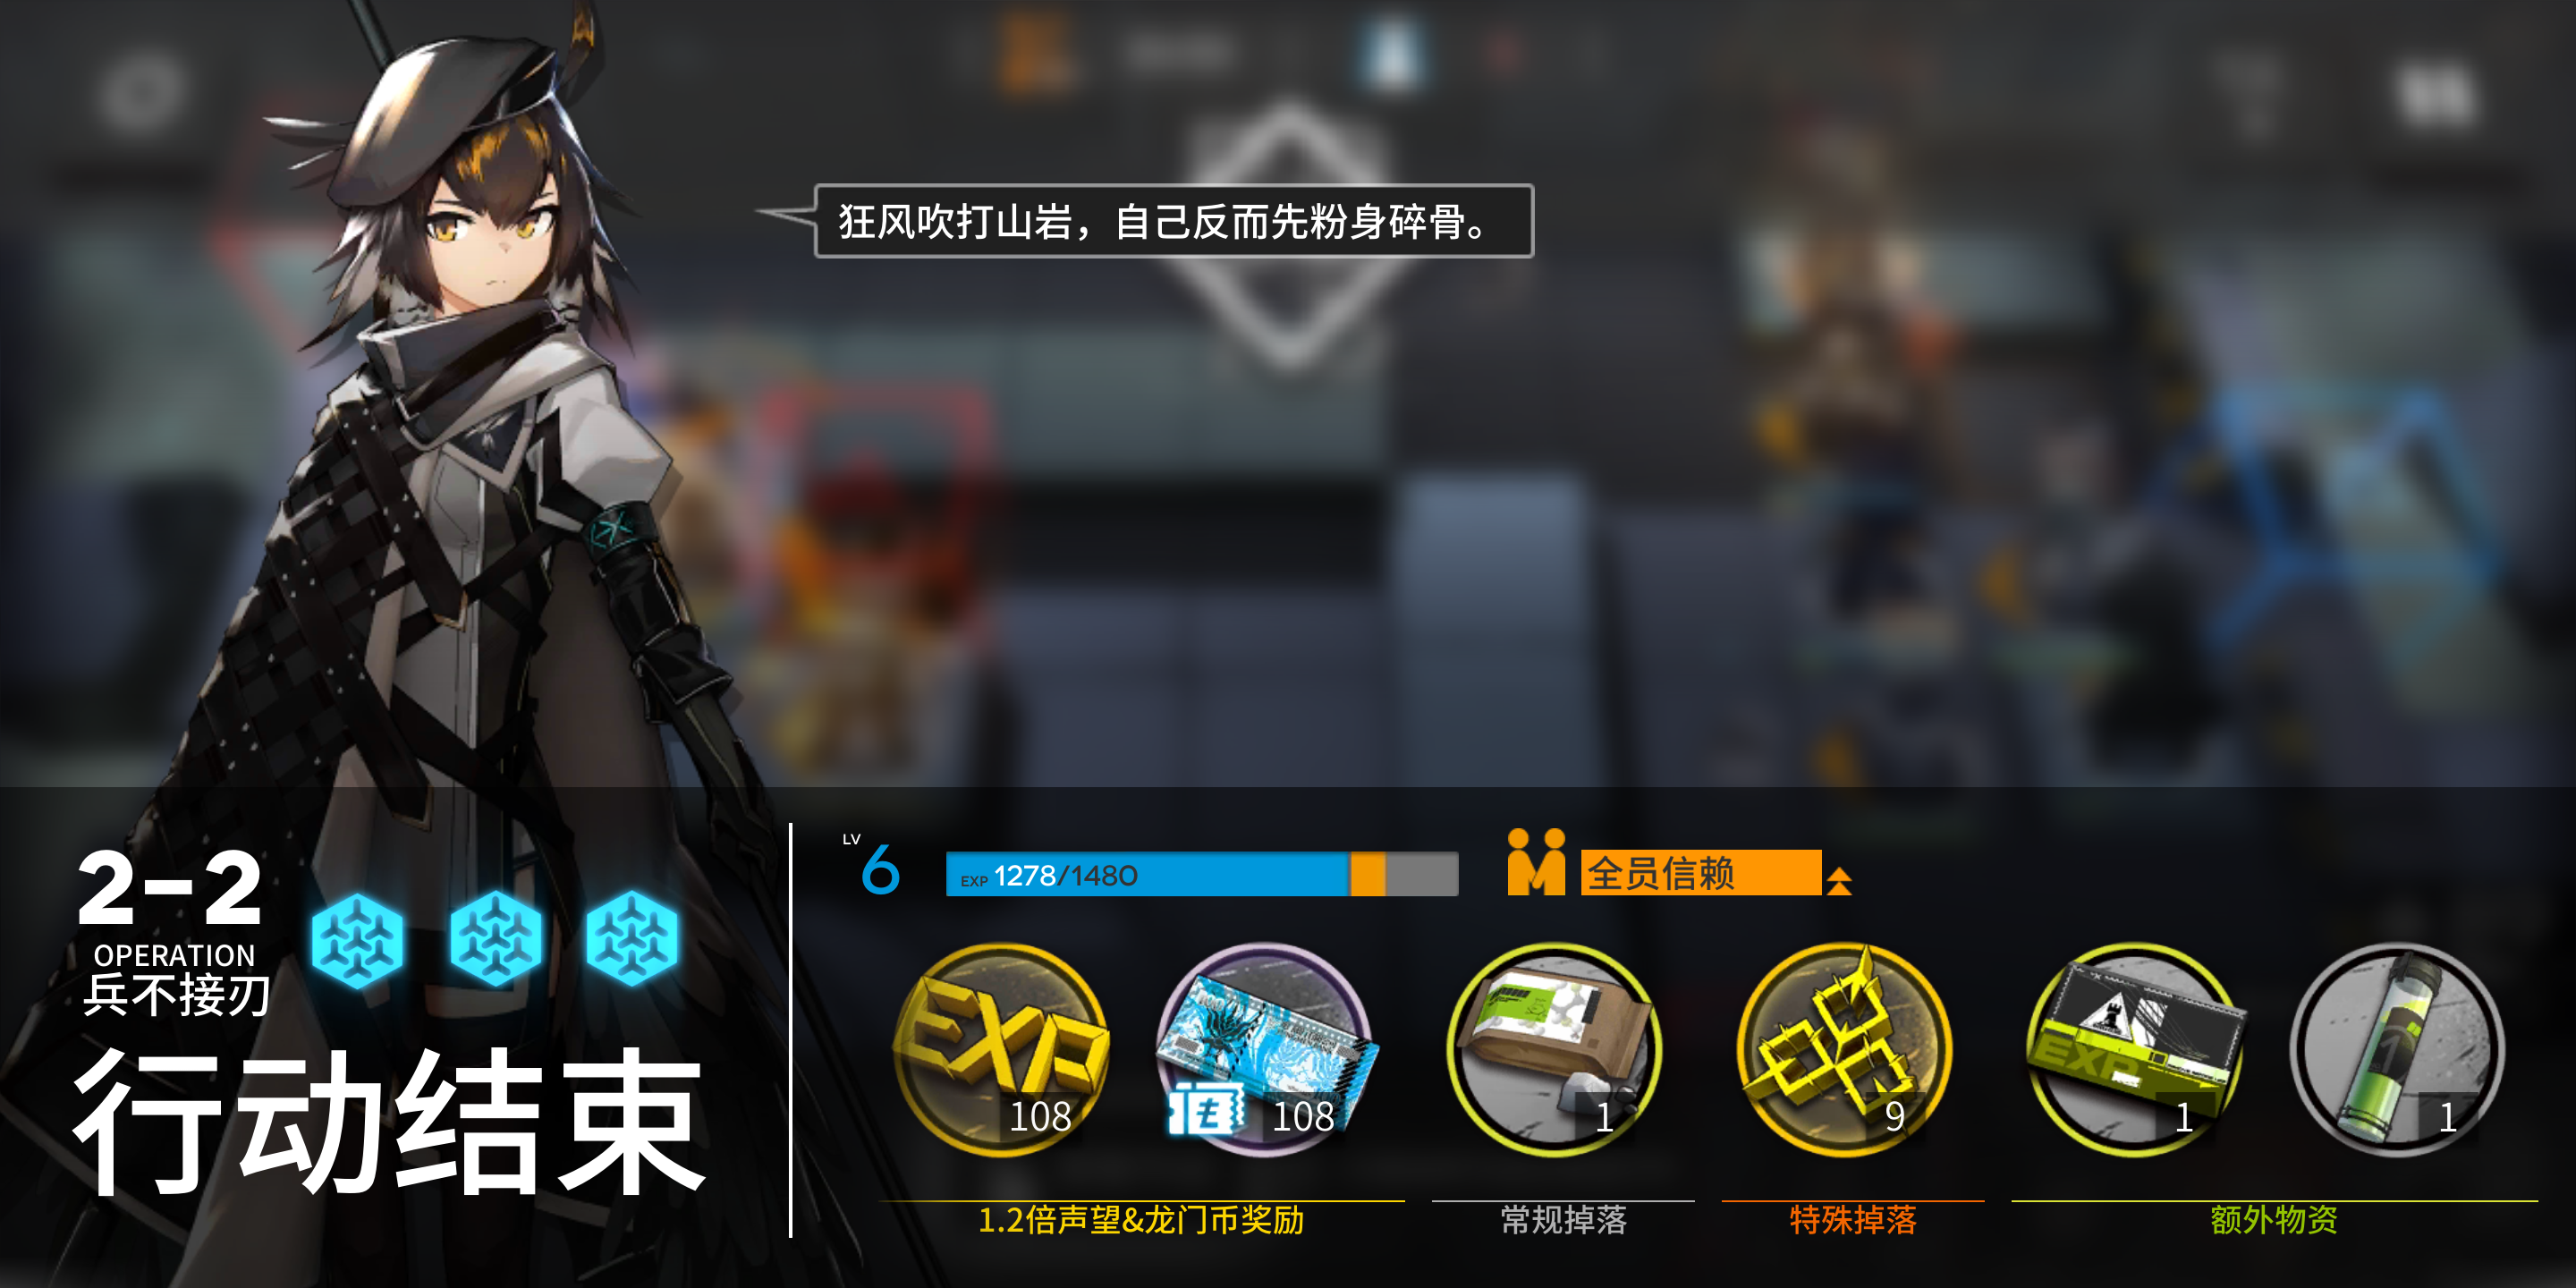 狂风吹打山岩，自己反而先粉身碎骨。
2-2
OPERATION
兵不接刃
行动结束
LV
6
EXP 1278/1480
全员信赖
EXP
108
108
1
9
EXP
1
1
1.2倍声望&龙门币奖励
常规掉落
特殊掉落
额外物资